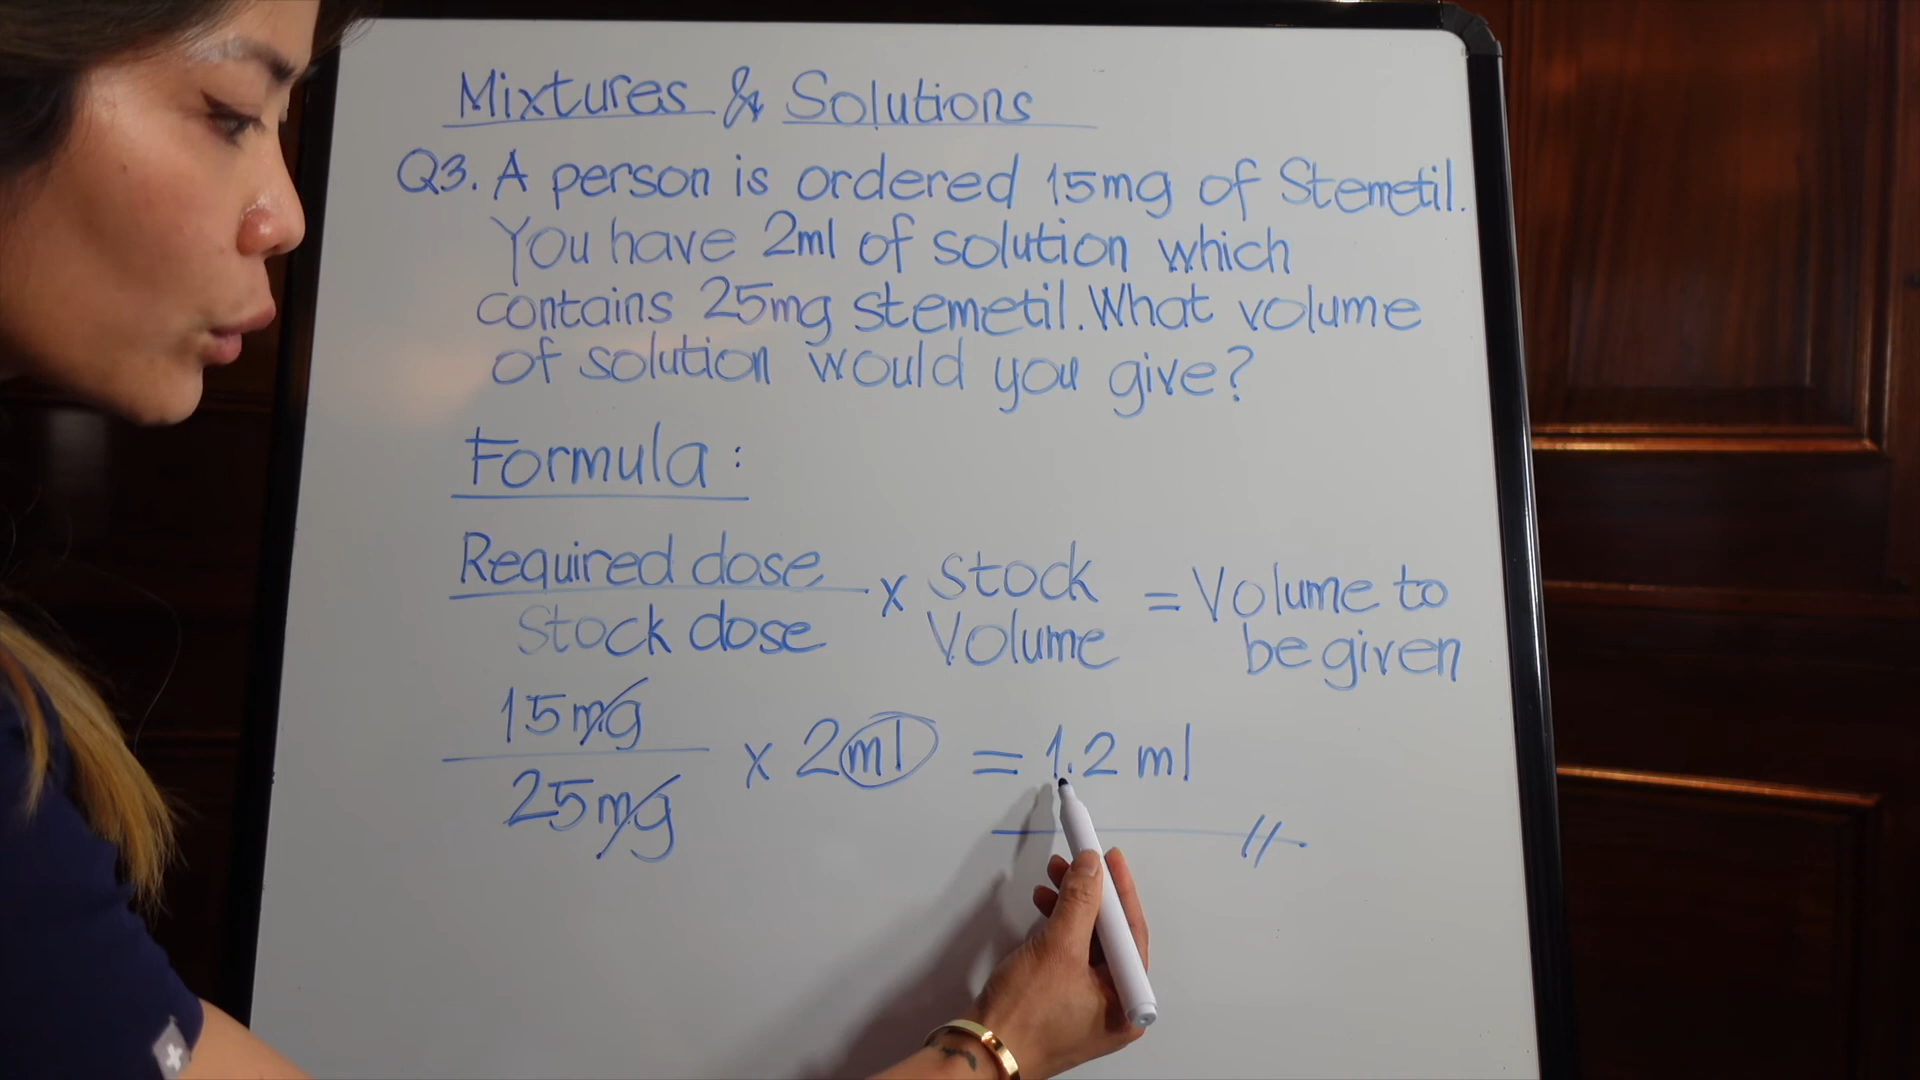 Mixtures & Solutions
Q3. A person is ordered 15mg of Stemetil.
You have 2ml of solution which
contains 25mg stemetil. What volume
of solution would you give?
Formula:
Required dose
Stock dose
x
Stock
Volume
= Volume to
be given
15mg
25mg
x 2ml = 1.2 ml